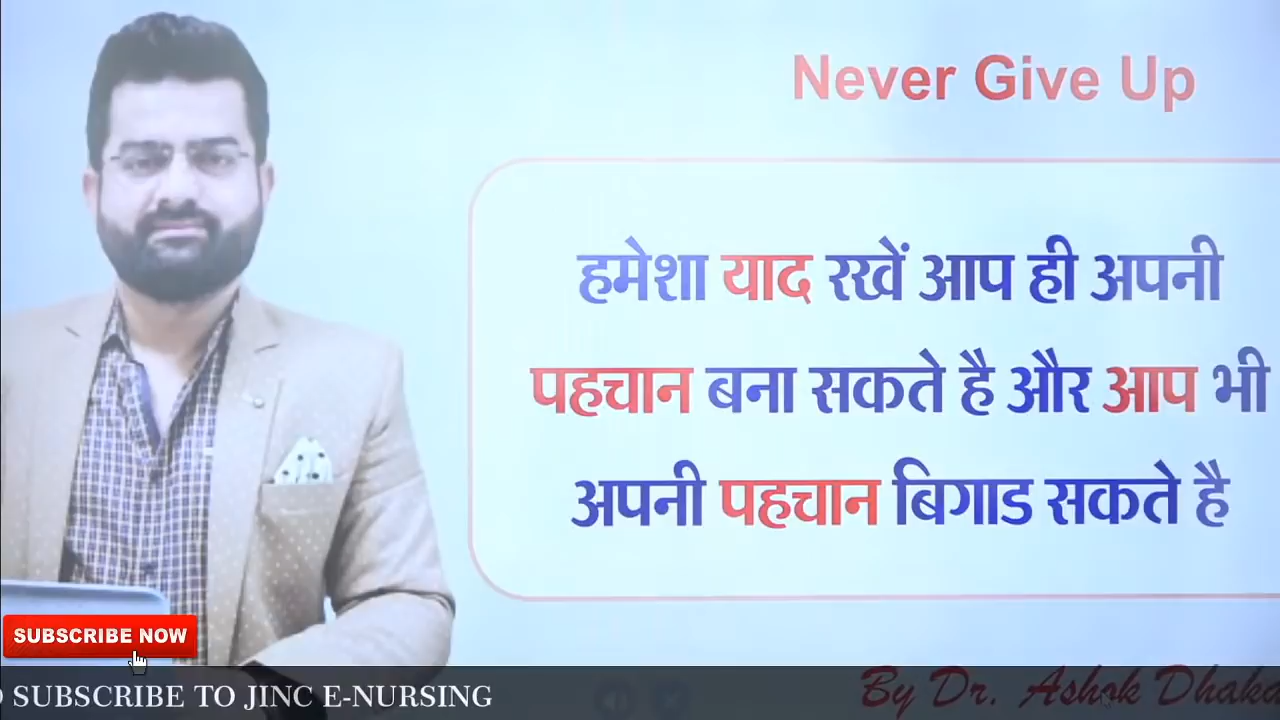 Never Give Up
हमेशा याद रखें आप ही अपनी
पहचान बना सकते है और आप भी
अपनी पहचान बिगाड सकते है
SUBSCRIBE NOW
SUBSCRIBE TO JINC E-NURSING
By Dr. Ashok